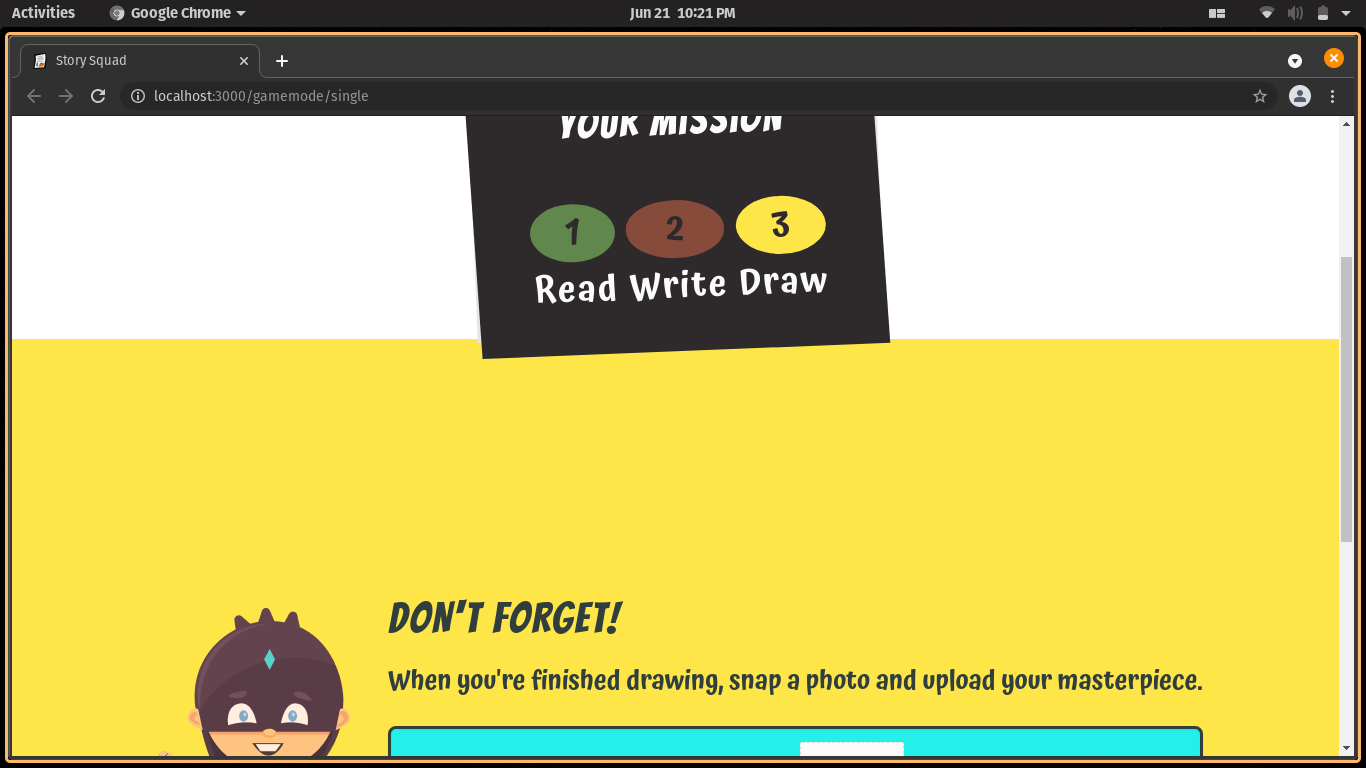 Activities
Google Chrome
Jun 21 10:21 PM
Story Squad
localhost:3000/gamemode/single
YOUR MISSION
1 2 3
Read Write Draw
DON'T FORGET!
When you're finished drawing, snap a photo and upload your masterpiece.